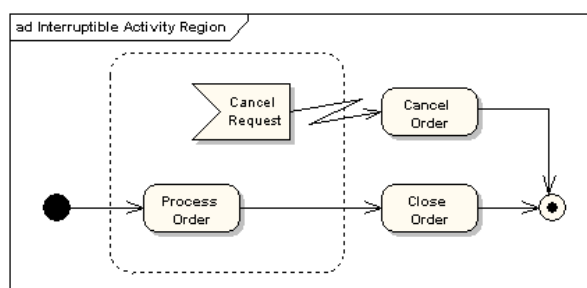 ad Interruptible Activity Region
Cancel
Request
Cancel
Order
Process
Order
Close
Order